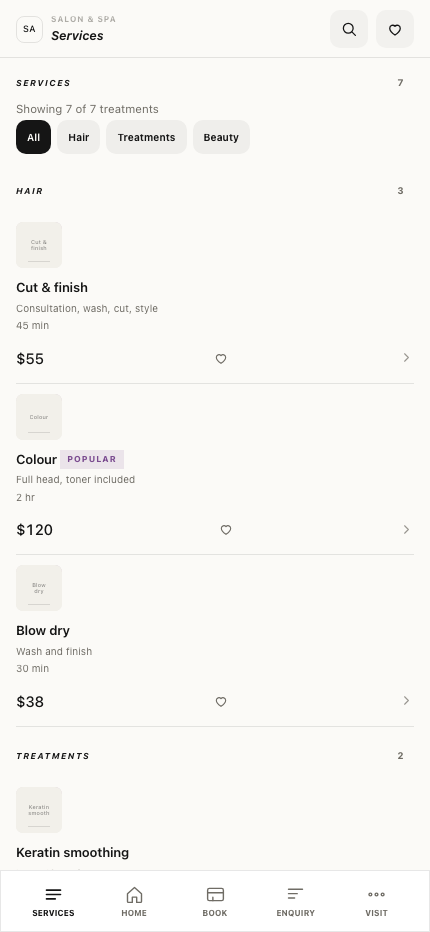 SA
SALON & SPA
Services
SERVICES 7
Showing 7 of 7 treatments
All Hair Treatments Beauty
HAIR 3
Cut &
finish
Cut & finish
Consultation, wash, cut, style
45 min
$55
Colour
Colour POPULAR
Full head, toner included
2 hr
$120
Blow
dry
Blow dry
Wash and finish
30 min
$38
TREATMENTS 2
Keratin
smooth
Keratin smoothing
SERVICES HOME BOOK ENQUIRY VISIT